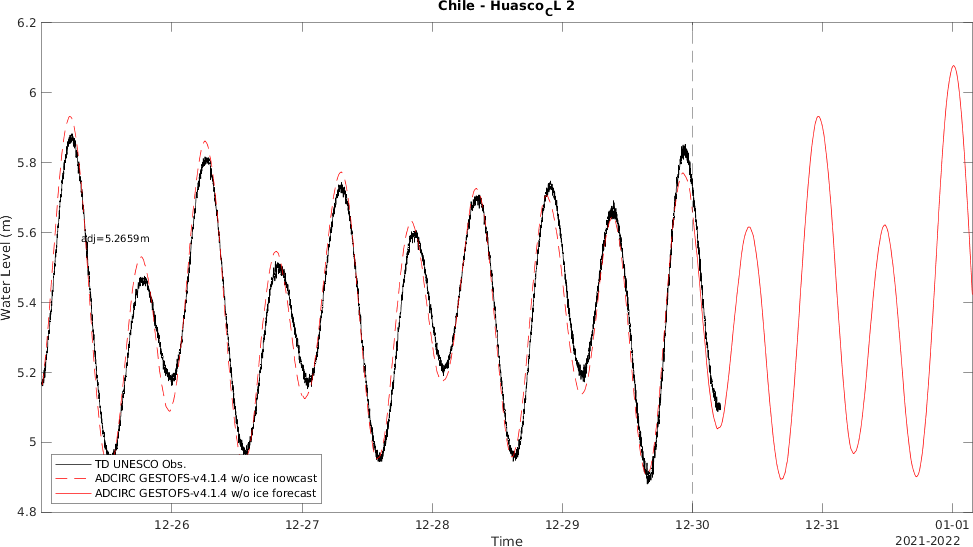 Chile - Huasco_CL 2
6.2
6
5.8
5.6
5.4
5.2
5
4.8
Water Level (m)
adj=5.2659m
TD UNESCO Obs.
ADCIRC GESTOFS-v4.1.4 w/o ice nowcast
ADCIRC GESTOFS-v4.1.4 w/o ice forecast
12-26
12-27
12-28
12-29
12-30
12-31
01-01
Time
2021-2022